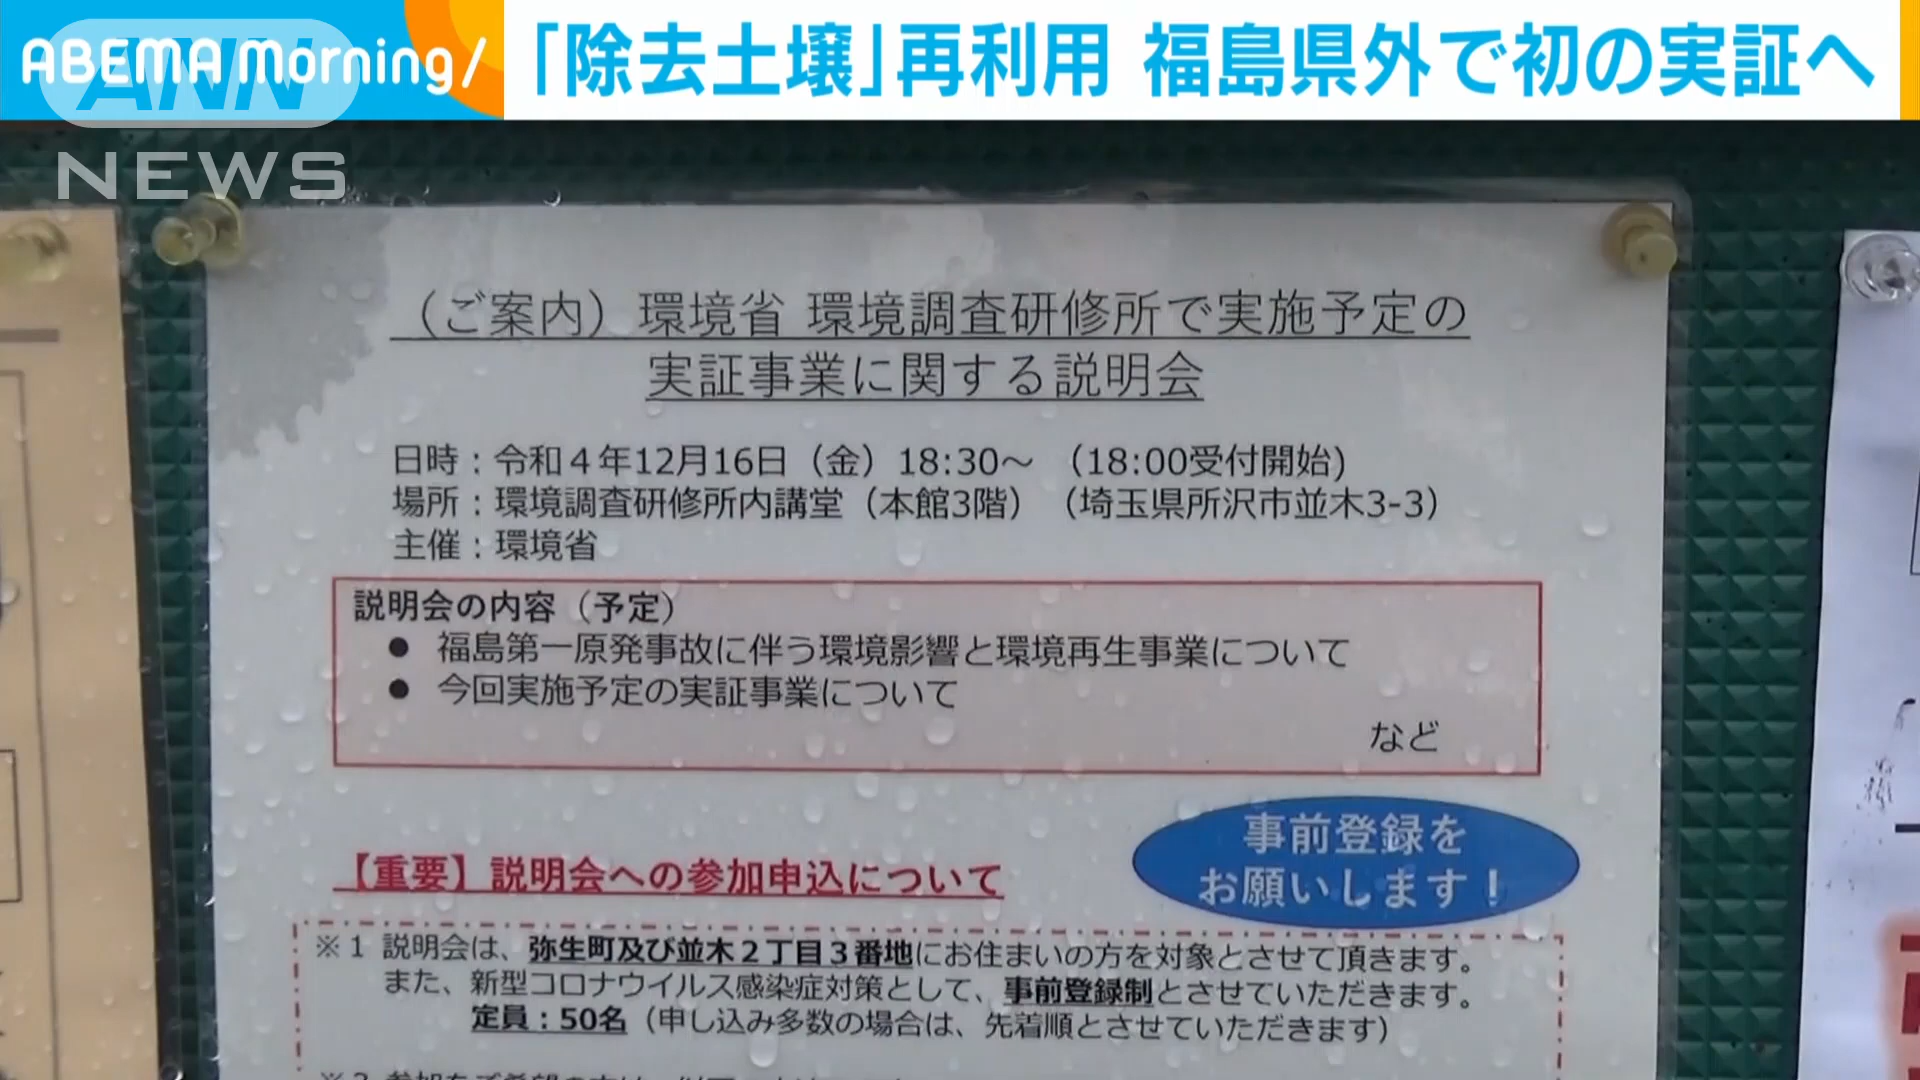 ABEMA Morning/
ANN
NEWS
「除去土壌」再利用 福島県外で初の実証へ
（ご案内）環境省 環境調査研修所で実施予定の
実証事業に関する説明会
日時：令和４年12月16日（金）18:30～ （18:00受付開始)
場所：環境調査研修所内講堂（本館3階）（埼玉県所沢市並木3-3）
主催：環境省
説明会の内容（予定）
● 福島第一原発事故に伴う環境影響と環境再生事業について
● 今回実施予定の実証事業について
など
事前登録を
お願いします！
【重要】説明会への参加申込について
※１ 説明会は、弥生町及び並木２丁目３番地にお住まいの方を対象とさせて頂きます。
また、新型コロナウイルス感染症対策として、事前登録制とさせていただきます。
定員：50名（申し込み多数の場合は、先着順とさせていただきます）